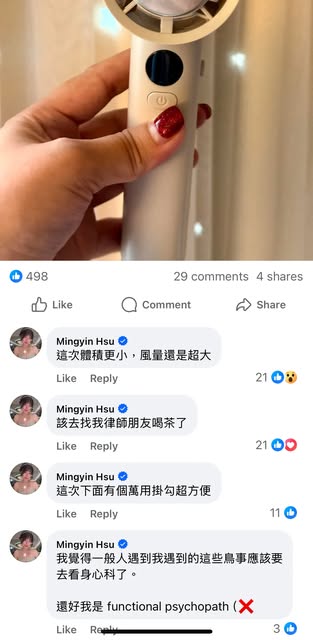 498
29 comments 4 shares
Like Comment Share
Mingyin Hsu
這次體積更小，風量還是超大
Like Reply 21
Mingyin Hsu
該去找我律師朋友喝茶了
Like Reply 21
Mingyin Hsu
這次下面有個萬用掛勾超方便
Like Reply 11
Mingyin Hsu
我覺得一般人遇到我遇到的這些鳥事應該要
去看身心科了。
還好我是 functional psychopath (❌
Like Reply 3